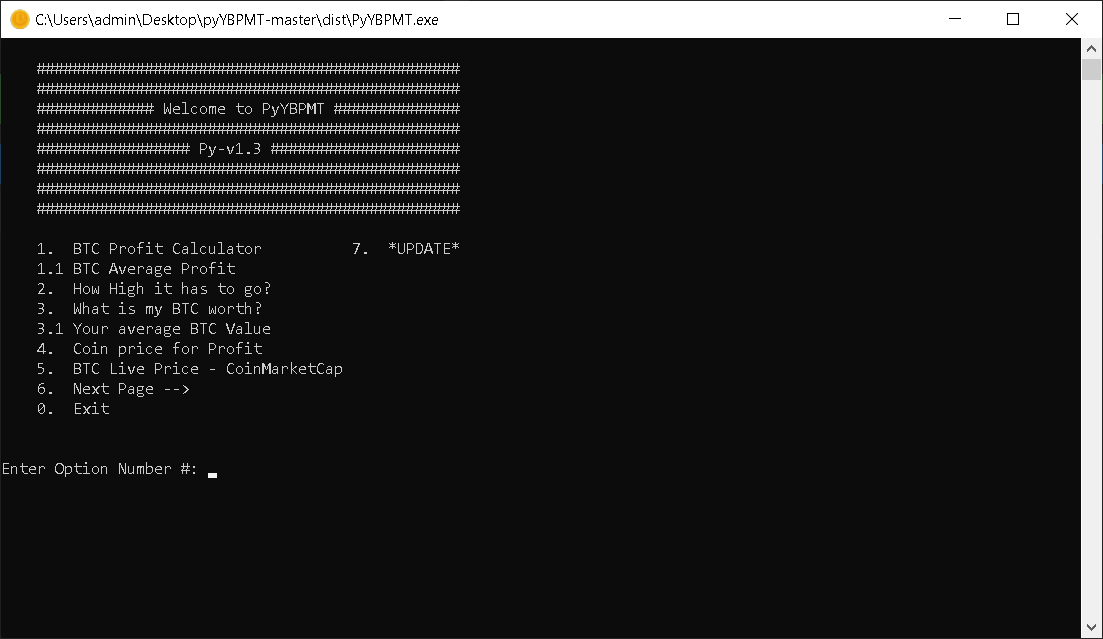 C:\Users\admin\Desktop\pyYBPMT-master\dist\PyYBPMT.exe
###############################################
###############################################
############# Welcome to PyYBPMT ##############
###############################################
################# Py-v1.3 #####################
###############################################
###############################################
###############################################
1. BTC Profit Calculator 7. *UPDATE*
1.1 BTC Average Profit
2. How High it has to go?
3. What is my BTC worth?
3.1 Your average BTC Value
4. Coin price for Profit
5. BTC Live Price - CoinMarketCap
6. Next Page -->
0. Exit
Enter Option Number #: